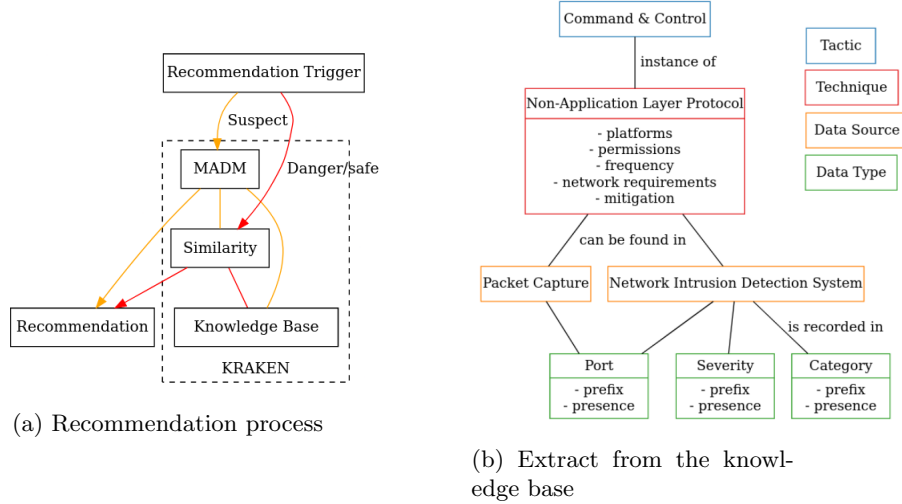 Recommendation Trigger
Suspect
MADM
Danger/safe
Similarity
Recommendation
Knowledge Base
KRAKEN
(a) Recommendation process
Command & Control
instance of
Non-Application Layer Protocol
- platforms
- permissions
- frequency
- network requirements
- mitigation
can be found in
Packet Capture
Network Intrusion Detection System
is recorded in
Port
- prefix
- presence
Severity
- prefix
- presence
Category
- prefix
- presence
Tactic
Technique
Data Source
Data Type
(b) Extract from the knowl-
edge base